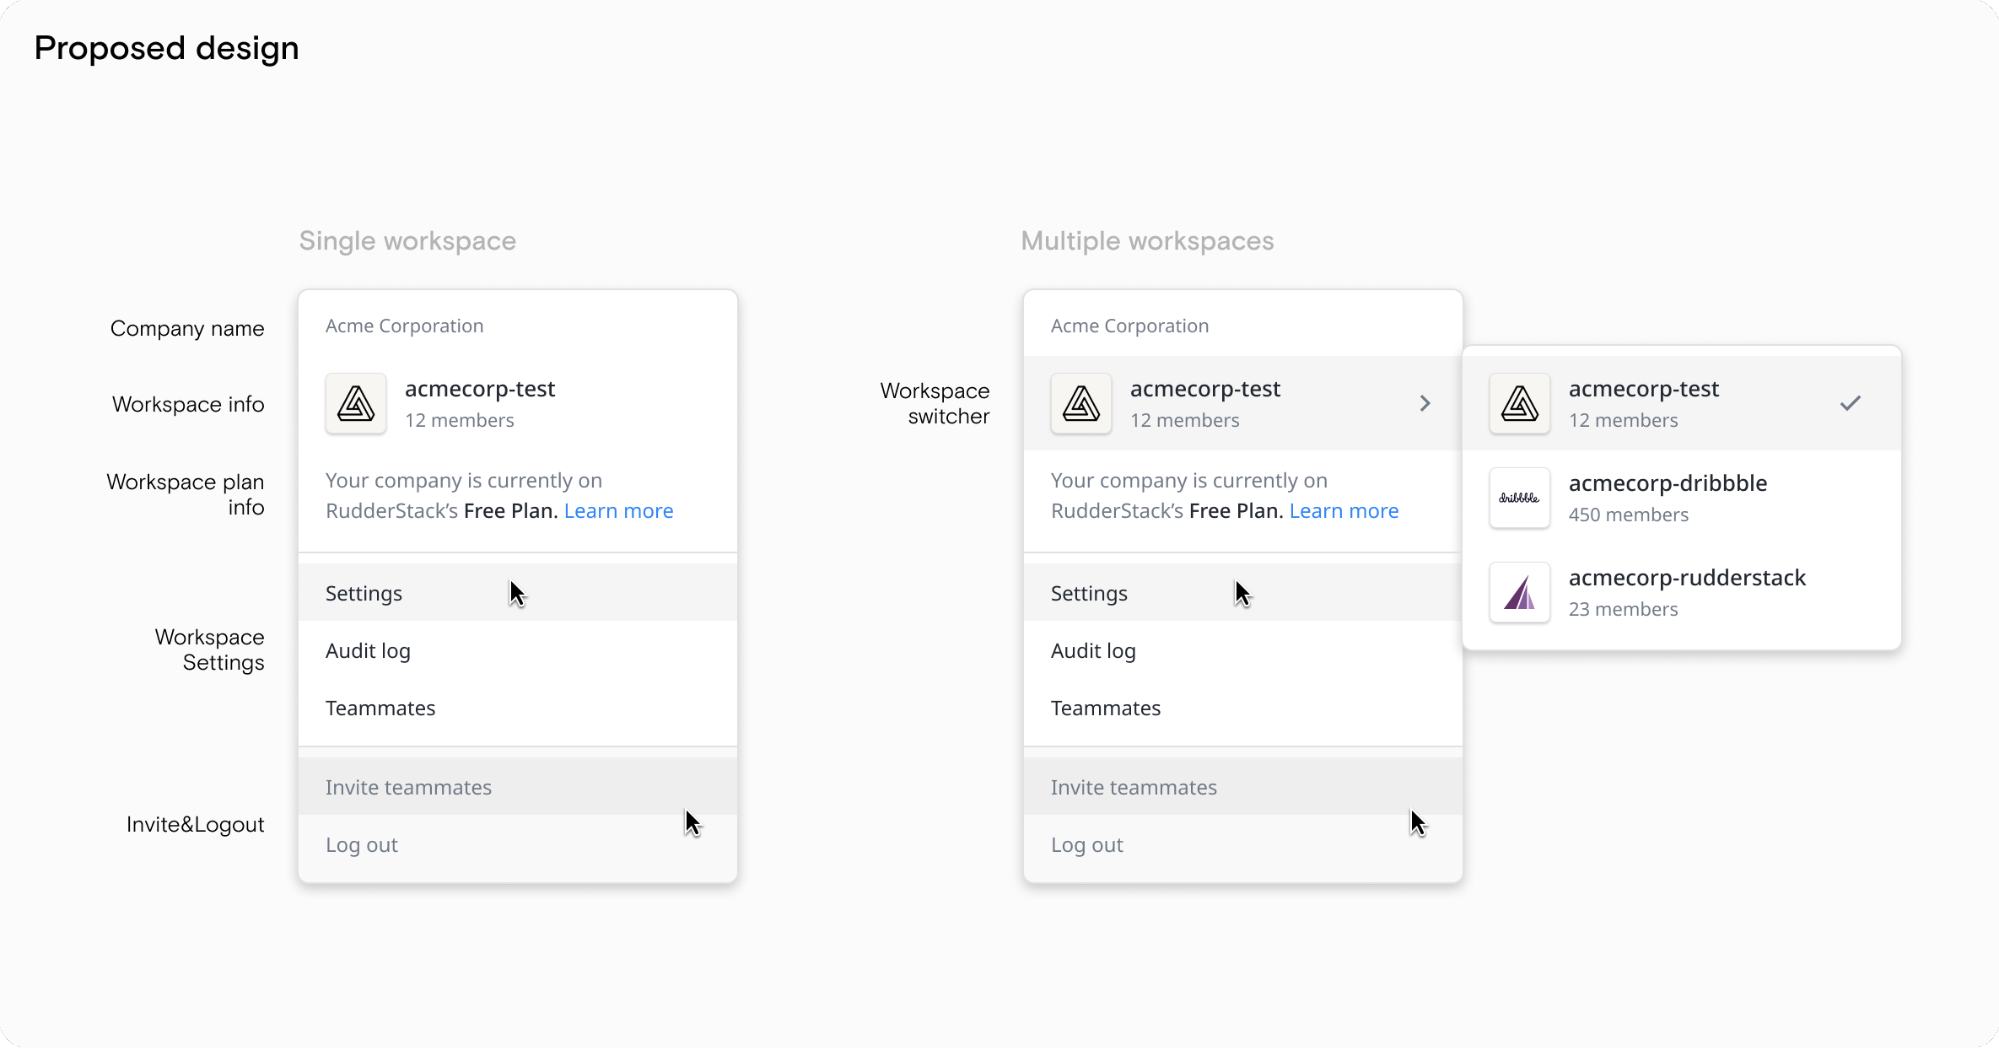 Proposed design
Single workspace
Company name
Workspace info
Workspace plan
info
Workspace
Settings
Invite&Logout
Acme Corporation
acmecorp-test
12 members
Your company is currently on
RudderStack’s Free Plan. Learn more
Settings
Audit log
Teammates
Invite teammates
Log out
Multiple workspaces
Workspace
switcher
Acme Corporation
acmecorp-test
12 members
Your company is currently on
RudderStack’s Free Plan. Learn more
Settings
Audit log
Teammates
Invite teammates
Log out
acmecorp-test
12 members
dribbble
acmecorp-dribbble
450 members
acmecorp-rudderstack
23 members